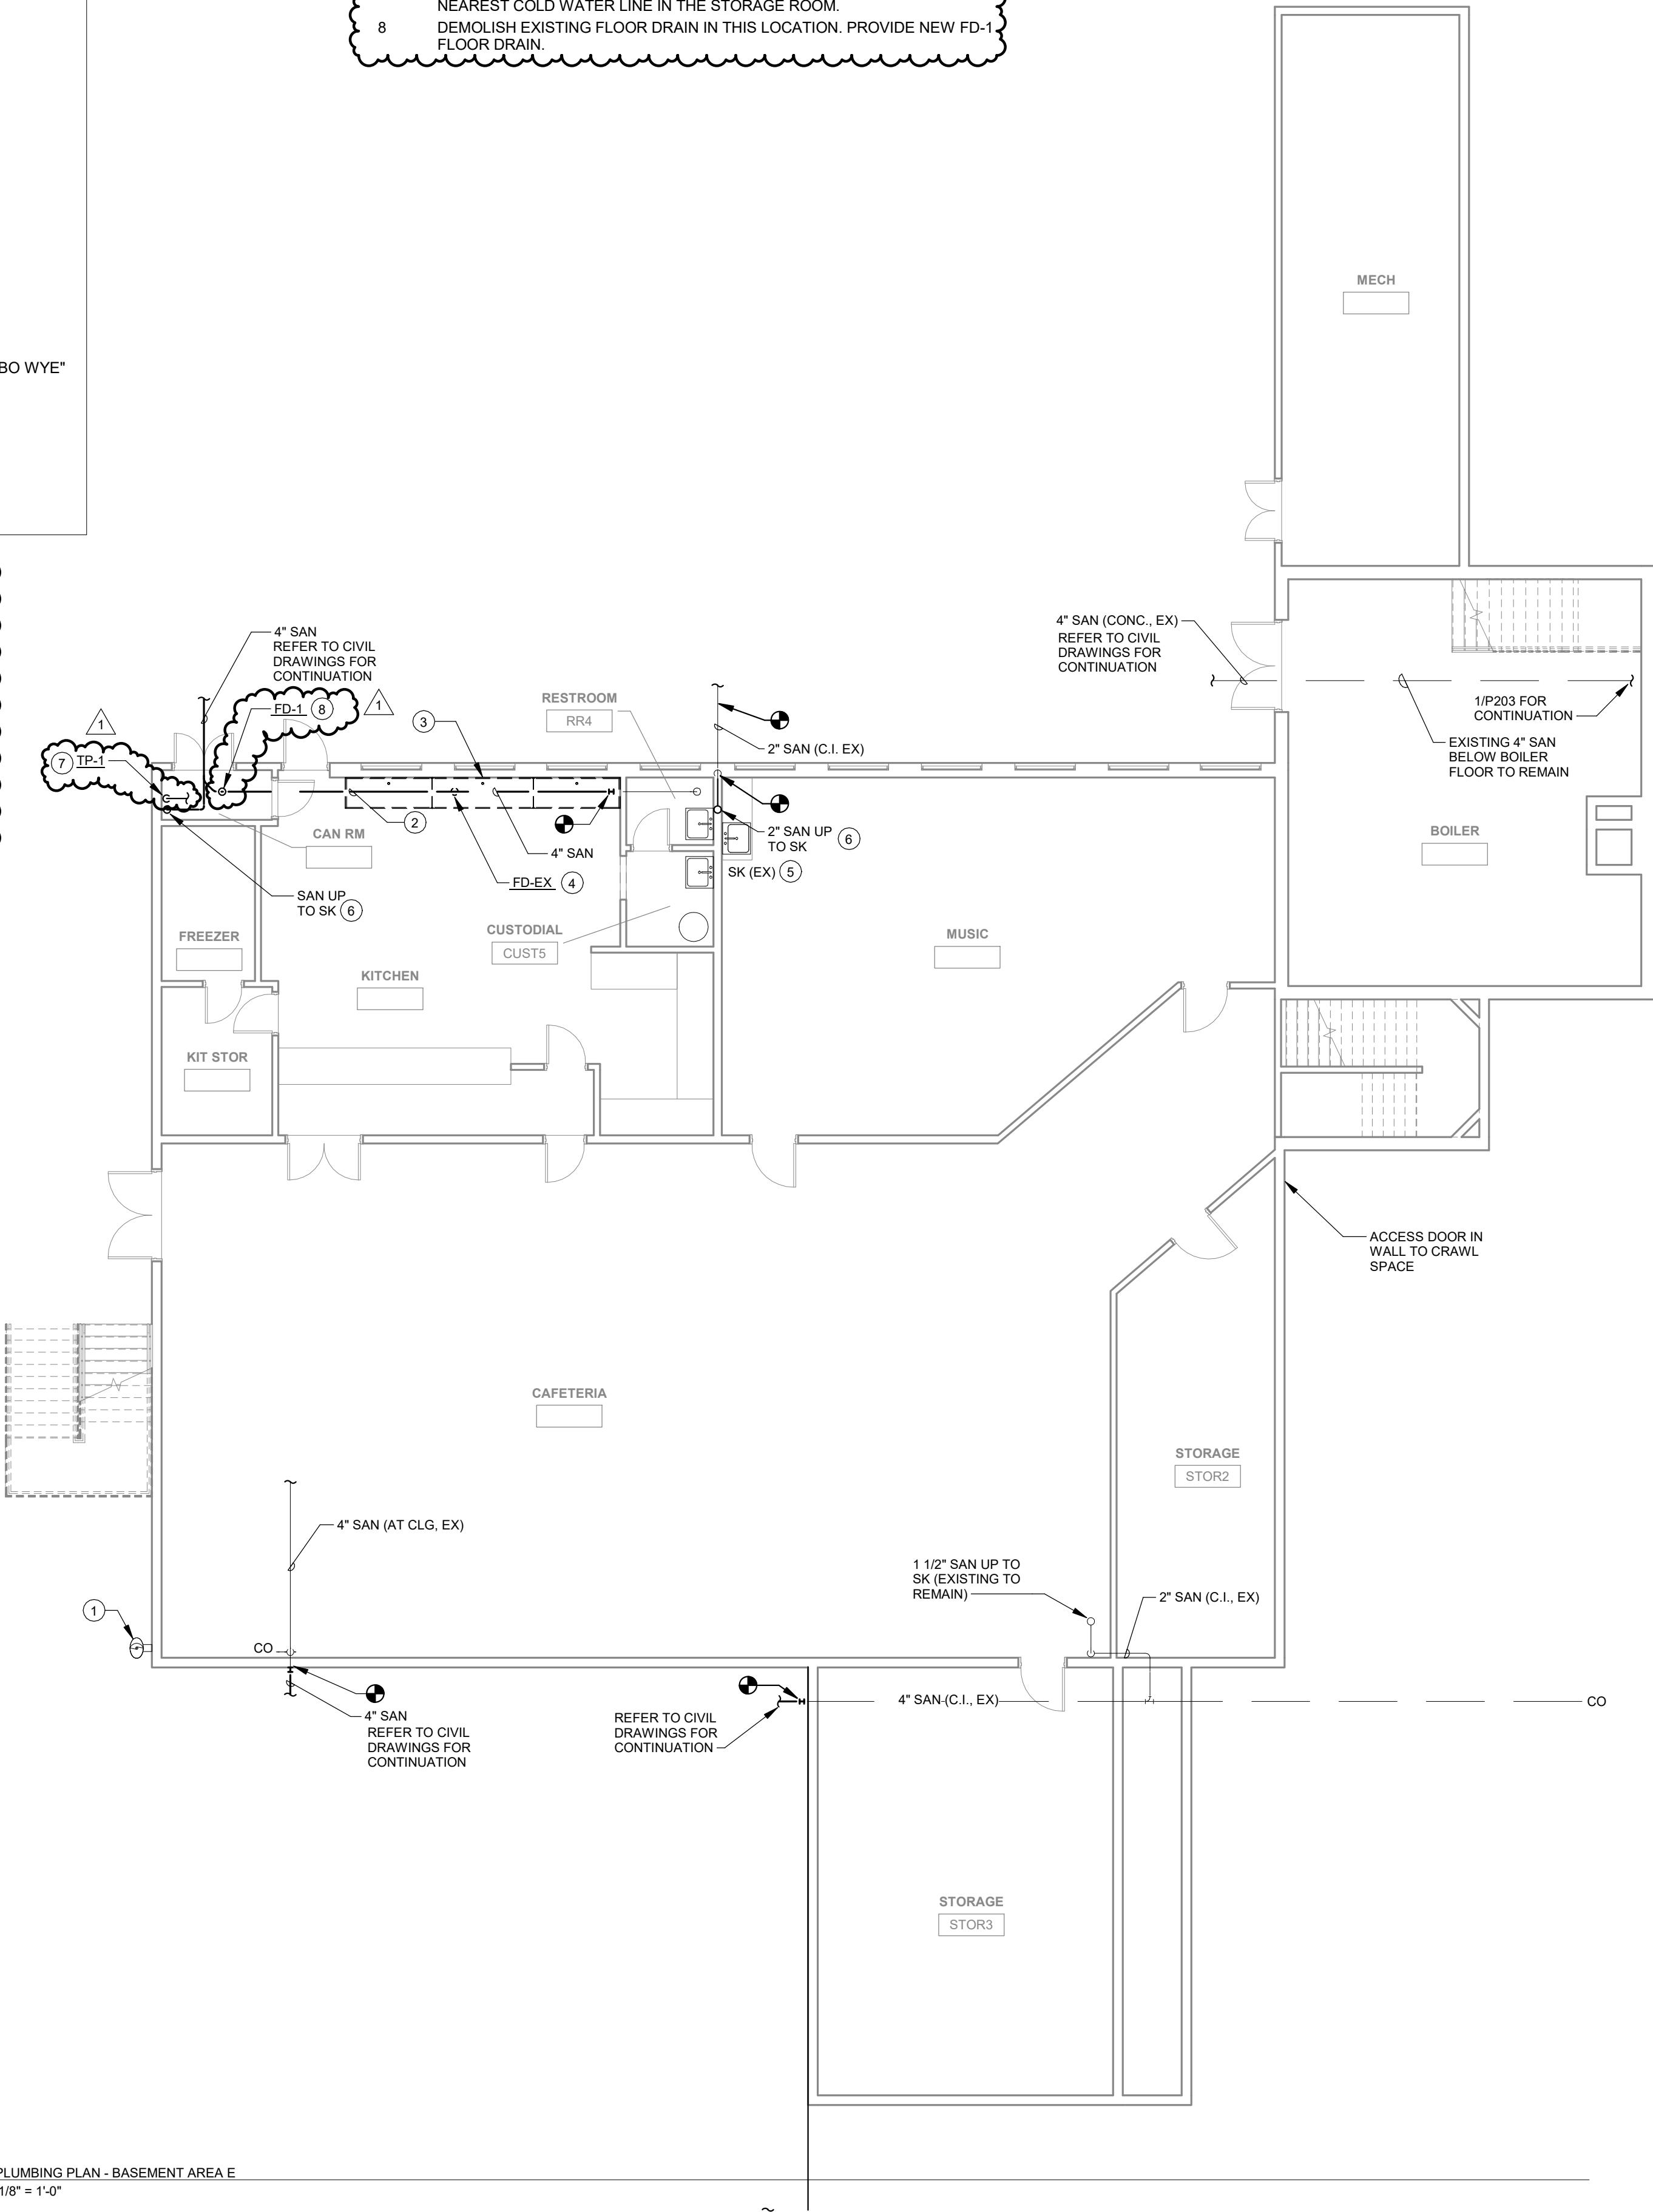 NEAREST COLD WATER LINE IN THE STORAGE ROOM.
8 DEMOLISH EXISTING FLOOR DRAIN IN THIS LOCATION. PROVIDE NEW FD-1
FLOOR DRAIN.
BO WYE"
MECH
4" SAN
REFER TO CIVIL
DRAWINGS FOR
CONTINUATION
4" SAN (CONC., EX)
REFER TO CIVIL
DRAWINGS FOR
CONTINUATION
1/P203 FOR
CONTINUATION
EXISTING 4" SAN
BELOW BOILER
FLOOR TO REMAIN
BOILER
FD-1 8
1
1
7 TP-1
3
RESTROOM
RR4
2" SAN (C.I. EX)
CAN RM
2
4" SAN
FD-EX 4
2" SAN UP
TO SK
6
SK (EX) 5
SAN UP
TO SK 6
FREEZER
CUSTODIAL
CUST5
KITCHEN
MUSIC
KIT STOR
ACCESS DOOR IN
WALL TO CRAWL
SPACE
CAFETERIA
STORAGE
STOR2
4" SAN (AT CLG, EX)
1 1/2" SAN UP TO
SK (EXISTING TO
REMAIN)
2" SAN (C.I., EX)
1
CO
4" SAN
REFER TO CIVIL
DRAWINGS FOR
CONTINUATION
REFER TO CIVIL
DRAWINGS FOR
CONTINUATION
4" SAN (C.I., EX)
CO
STORAGE
STOR3
PLUMBING PLAN - BASEMENT AREA E
1/8" = 1'-0"